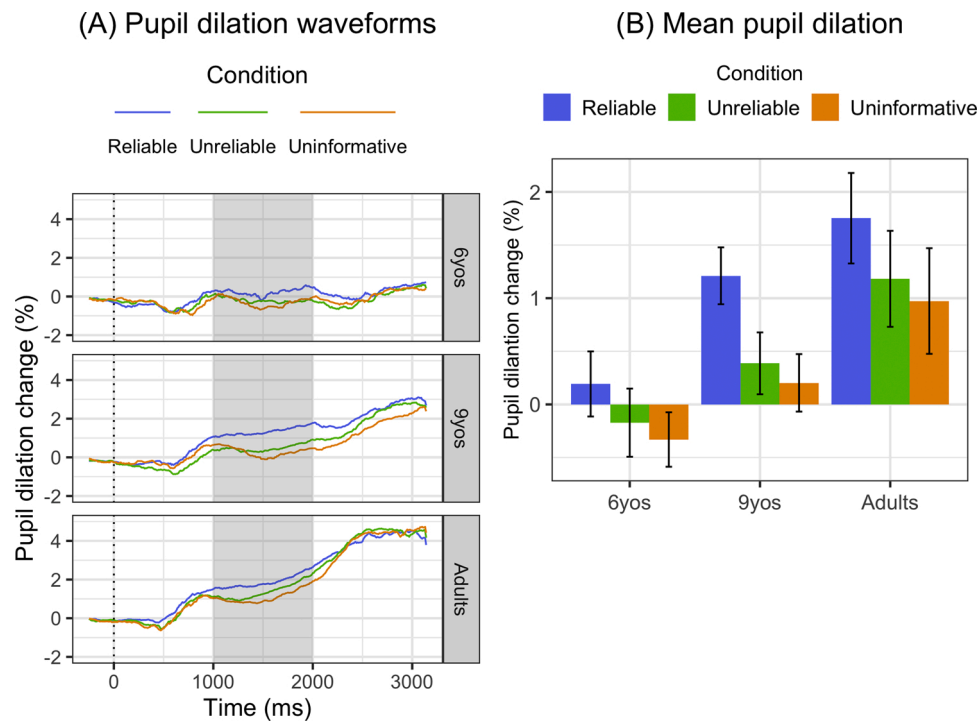 (A) Pupil dilation waveforms
Condition
Reliable Unreliable Uninformative
Pupil dilation change (%)
4
2
0
-2
6yos
4
2
0
-2
9yos
4
2
0
-2
Adults
0 1000 2000 3000
Time (ms)
(B) Mean pupil dilation
Condition
Reliable Unreliable Uninformative
Pupil dilantion change (%)
2
1
0
6yos 9yos Adults